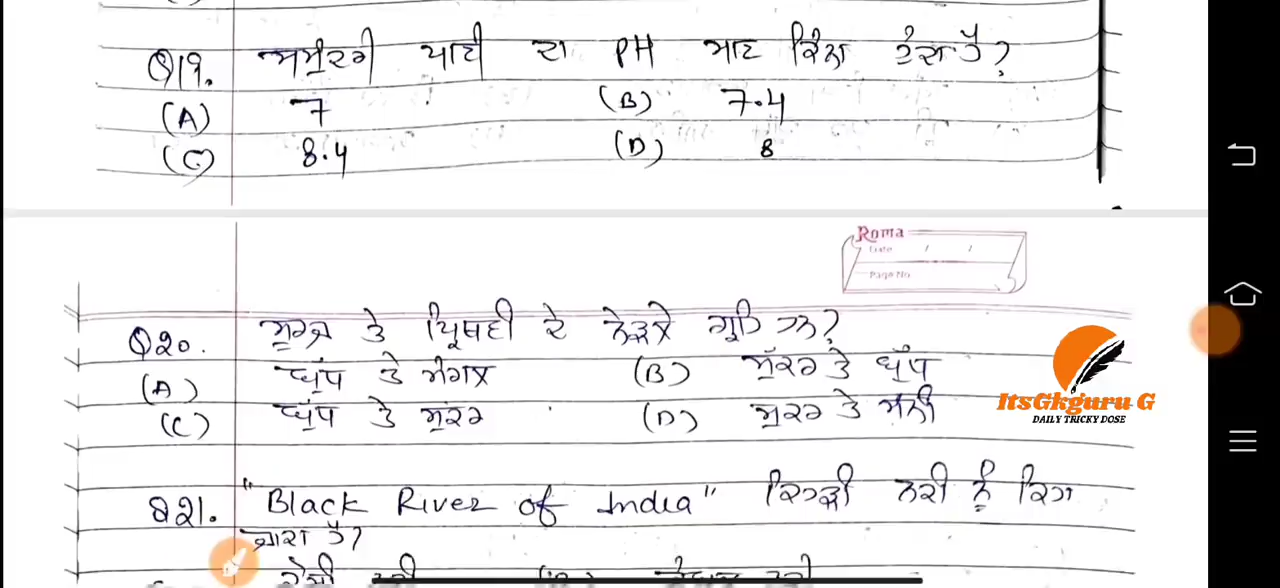 Q19. ਸਮੁੰਦਰੀ ਪਾਣੀ ਦਾ PH ਮਾਣ ਕਿੰਨਾ ਹੁੰਦਾ ਹੈ?
(A) 7 (B) 7.4
(C) 8.4 (D) 8
Roma
Date / /
Page No
Q20. ਸੂਰਜ ਤੇ ਪ੍ਰਿਥਵੀ ਦੇ ਨੇੜਲੇ ਗ੍ਰਹਿ ਹਨ?
(A) ਬੁੱਧ ਤੇ ਮੰਗਲ (B) ਸ਼ੁੱਕਰ ਤੇ ਬੁੱਧ
(C) ਬੁੱਧ ਤੇ ਸ਼ੁੱਕਰ (D) ਸ਼ੁਕਰ ਤੇ ਸ਼ਨੀ
ItsGkguru G
DAILY TRICKY DOSE
Q21. "Black River of India" ਕਿਹੜੀ ਨਦੀ ਨੂੰ ਕਿਹਾ
ਜਾਂਦਾ ਹੈ?